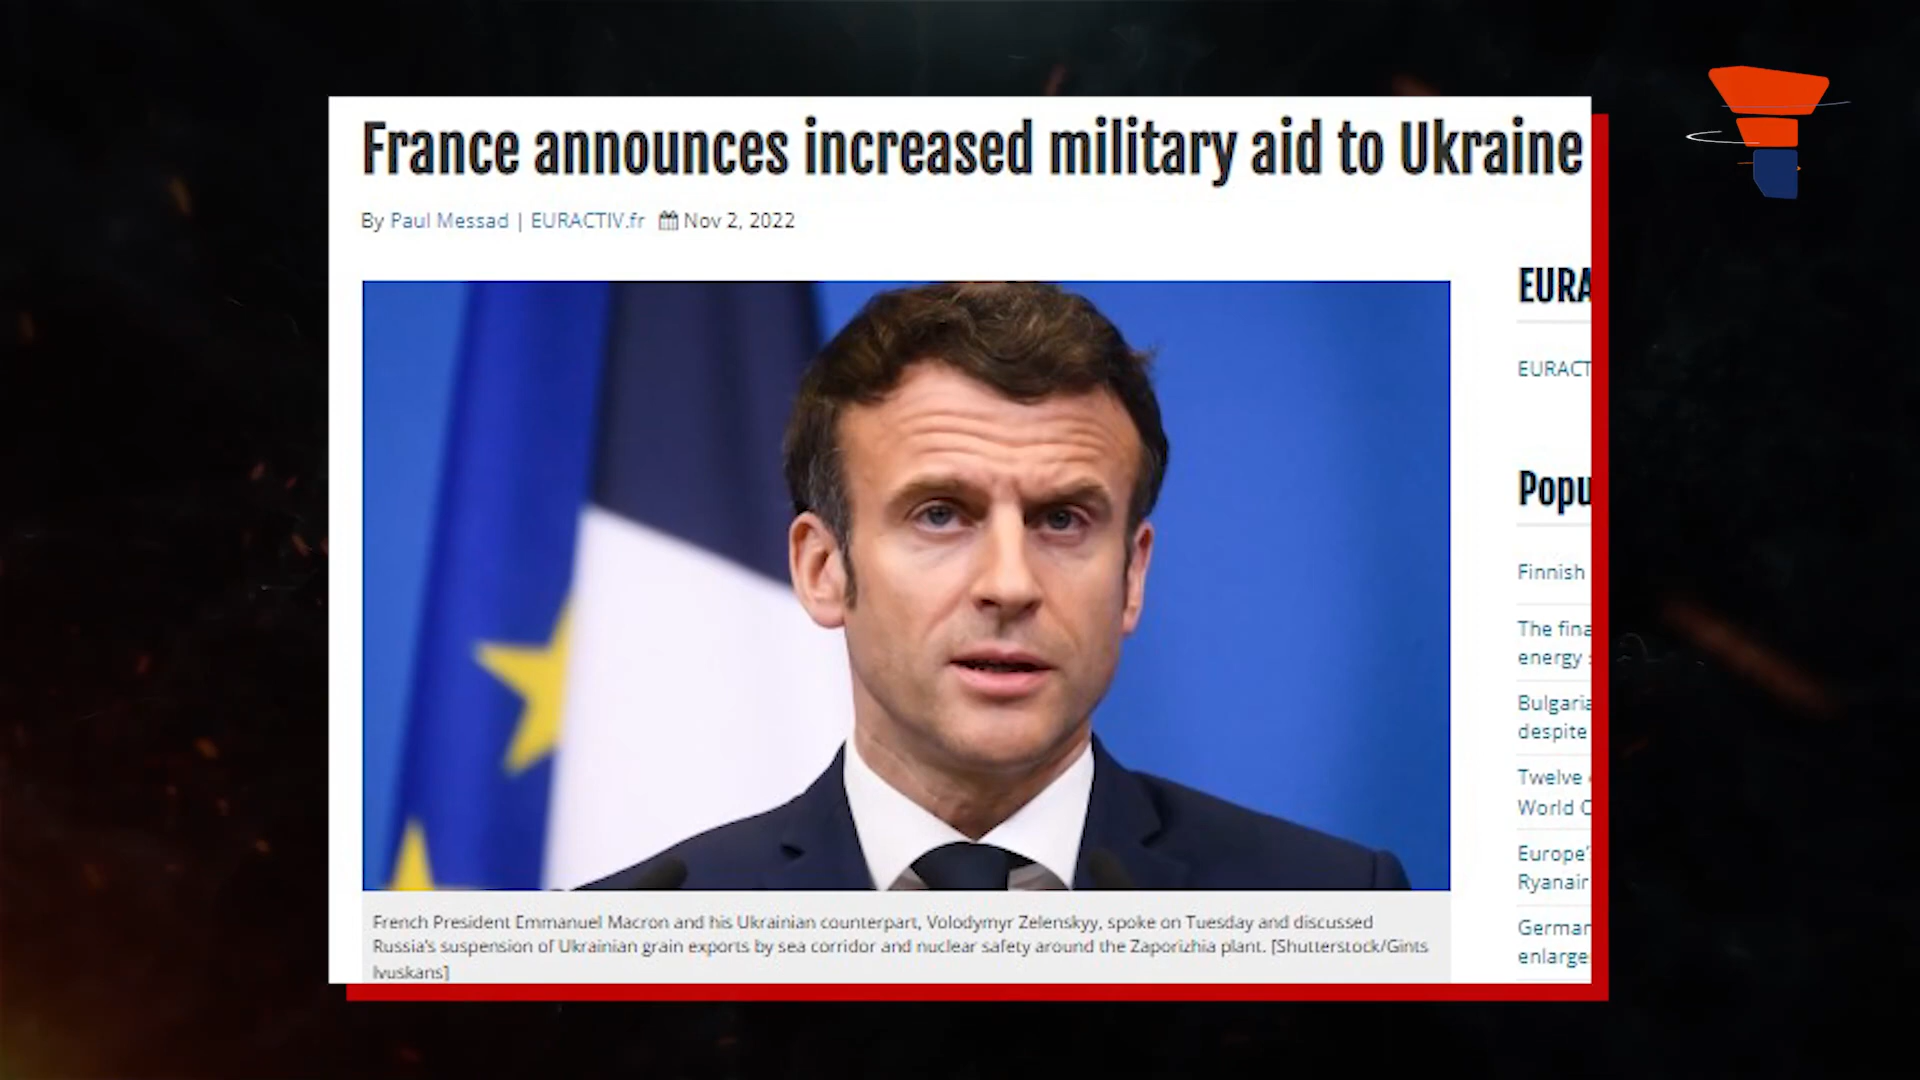 France announces increased military aid to Ukraine
By Paul Messad | EURACTIV.fr Nov 2, 2022
EURA
EURACT
Popu
Finnish
The fina
energy
Bulgaria
despite
Twelve
World C
Europe'
Ryanair
German
enlarge
French President Emmanuel Macron and his Ukrainian counterpart, Volodymyr Zelenskyy, spoke on Tuesday and discussed
Russia's suspension of Ukrainian grain exports by sea corridor and nuclear safety around the Zaporizhia plant. [Shutterstock/Gints
Ivuskans]